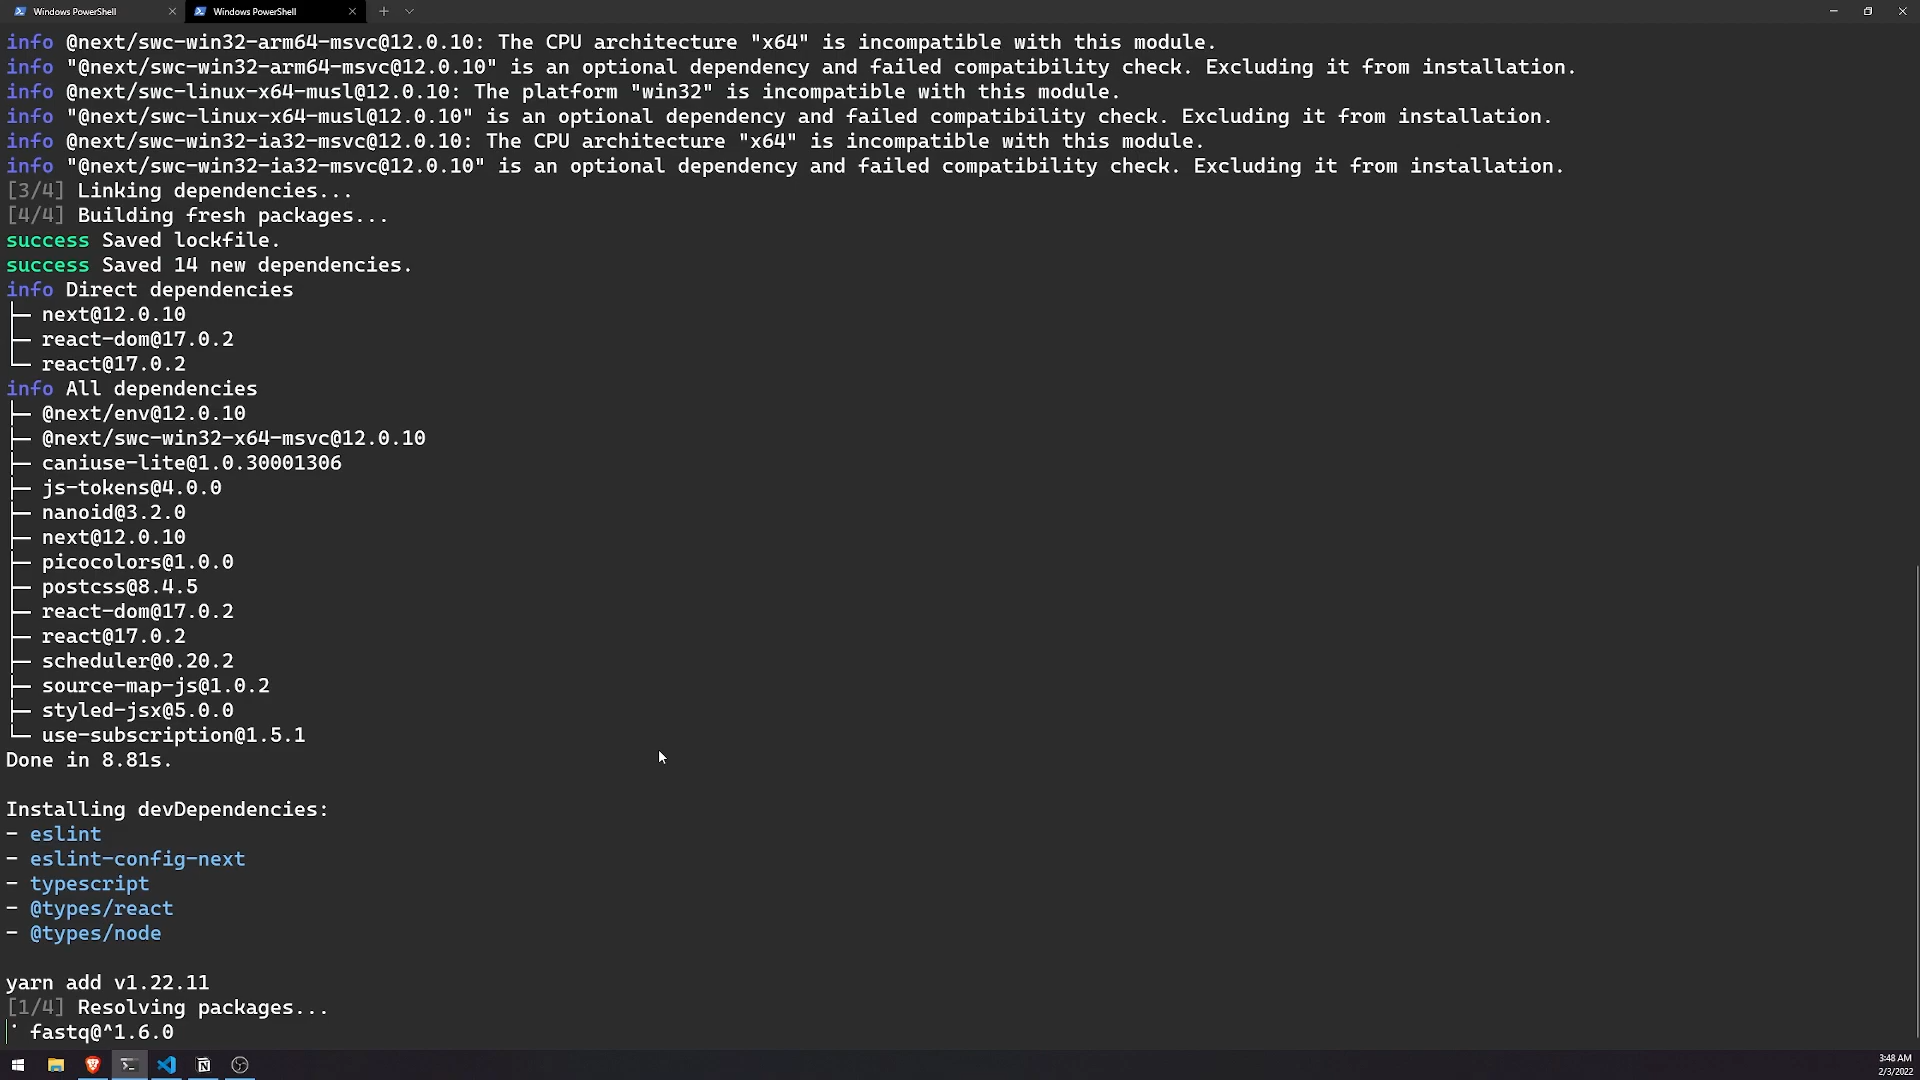 Windows PowerShell
Windows PowerShell
info @next/swc-win32-arm64-msvc@12.0.10: The CPU architecture "x64" is incompatible with this module.
info "@next/swc-win32-arm64-msvc@12.0.10" is an optional dependency and failed compatibility check. Excluding it from installation.
info @next/swc-linux-x64-musl@12.0.10: The platform "win32" is incompatible with this module.
info "@next/swc-linux-x64-musl@12.0.10" is an optional dependency and failed compatibility check. Excluding it from installation.
info @next/swc-win32-ia32-msvc@12.0.10: The CPU architecture "x64" is incompatible with this module.
info "@next/swc-win32-ia32-msvc@12.0.10" is an optional dependency and failed compatibility check. Excluding it from installation.
[3/4] Linking dependencies...
[4/4] Building fresh packages...
success Saved lockfile.
success Saved 14 new dependencies.
info Direct dependencies
├─ next@12.0.10
├─ react-dom@17.0.2
└─ react@17.0.2
info All dependencies
├─ @next/env@12.0.10
├─ @next/swc-win32-x64-msvc@12.0.10
├─ caniuse-lite@1.0.30001306
├─ js-tokens@4.0.0
├─ nanoid@3.2.0
├─ next@12.0.10
├─ picocolors@1.0.0
├─ postcss@8.4.5
├─ react-dom@17.0.2
├─ react@17.0.2
├─ scheduler@0.20.2
├─ source-map-js@1.0.2
├─ styled-jsx@5.0.0
└─ use-subscription@1.5.1
Done in 8.81s.
Installing devDependencies:
- eslint
- eslint-config-next
- typescript
- @types/react
- @types/node
yarn add v1.22.11
[1/4] Resolving packages...
⠁ fastq@^1.6.0
3:48 AM
2/3/2022